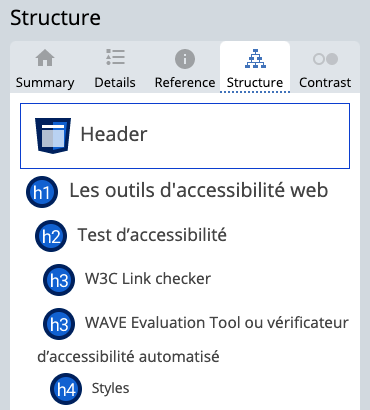 Structure
Summary Details Reference Structure Contrast
Header
h1 Les outils d'accessibilité web
h2 Test d’accessibilité
h3 W3C Link checker
h3 WAVE Evaluation Tool ou vérificateur
d’accessibilité automatisé
h4 Styles